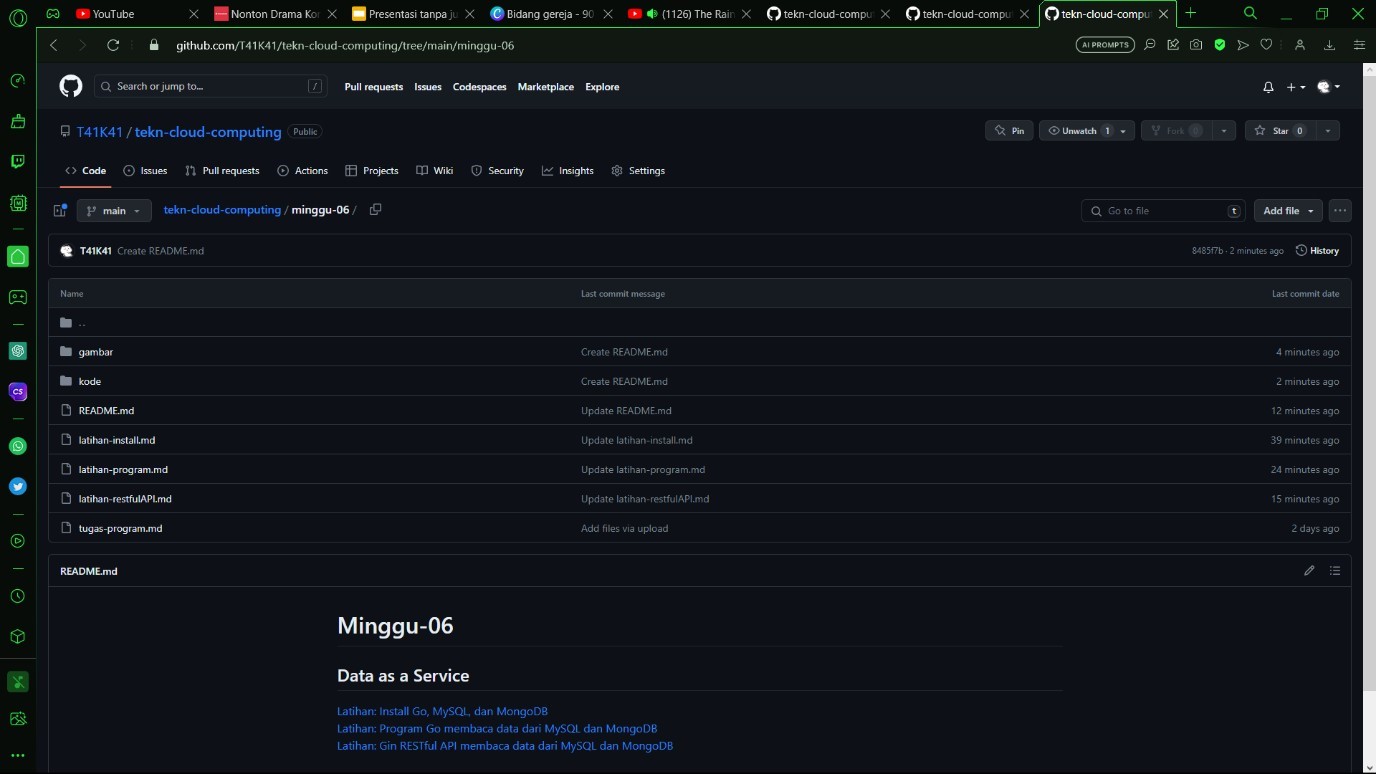 YouTube
Nonton Drama Ko
Presentasi tanpa ju
Bidang gereja - 90
(1126) The Rain
tekn-cloud-comput
tekn-cloud-comput
tekn-cloud-comput
github.com/T41K41/tekn-cloud-computing/tree/main/minggu-06
AI PROMPTS
Search or jump to... /
Pull requests Issues Codespaces Marketplace Explore
T41K41 / tekn-cloud-computing Public
Pin Unwatch 1 Fork 0 Star 0
Code Issues Pull requests Actions Projects Wiki Security Insights Settings
main tekn-cloud-computing / minggu-06 / Go to file t Add file
T41K41 Create README.md 8485f7b · 2 minutes ago History
Name Last commit message Last commit date
..
gambar Create README.md 4 minutes ago
kode Create README.md 2 minutes ago
README.md Update README.md 12 minutes ago
latihan-install.md Update latihan-install.md 39 minutes ago
latihan-program.md Update latihan-program.md 24 minutes ago
latihan-restfulAPI.md Update latihan-restfulAPI.md 15 minutes ago
tugas-program.md Add files via upload 2 days ago
README.md
Minggu-06
Data as a Service
Latihan: Install Go, MySQL, dan MongoDB
Latihan: Program Go membaca data dari MySQL dan MongoDB
Latihan: Gin RESTful API membaca data dari MySQL dan MongoDB
CS